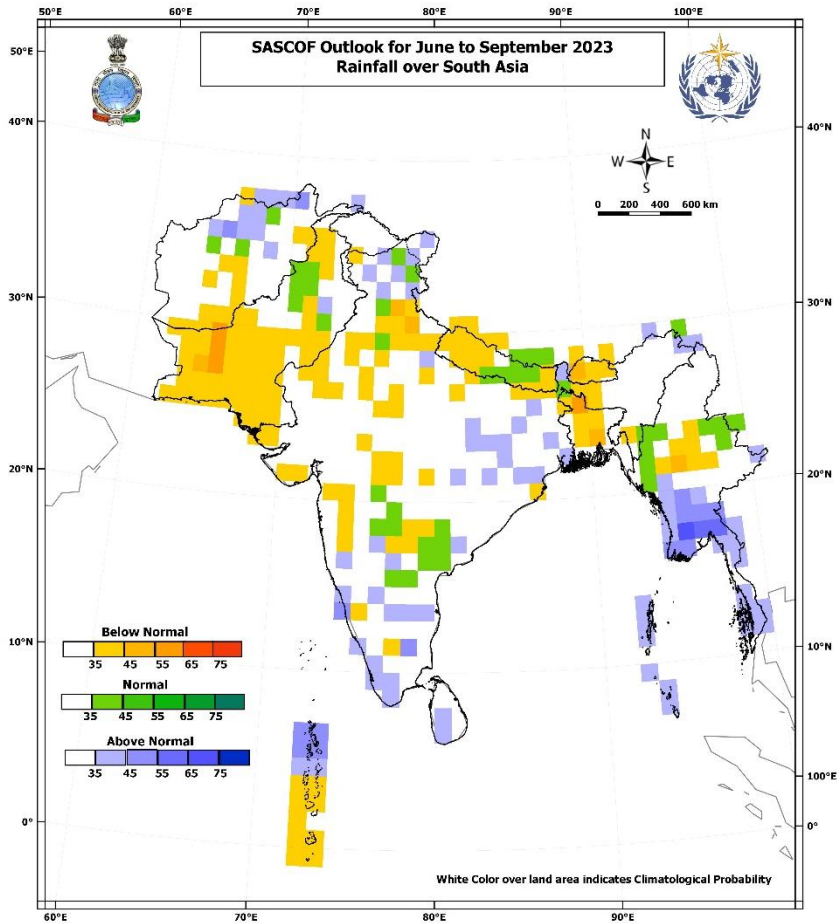 50°E 60°E 70°E 80°E 90°E 100°E
SASCOF Outlook for June to September 2023
Rainfall over South Asia
50°N
40°N
40°N
N
W E
S
0 200 400 600 km
30°N
30°N
20°N
20°N
10°N
10°N
Below Normal
35 45 55 65 75
Normal
35 45 55 65 75
Above Normal
35 45 55 65 75
100°E
0°
0°
White Color over land area indicates Climatological Probability
60°E 70°E 80°E 90°E